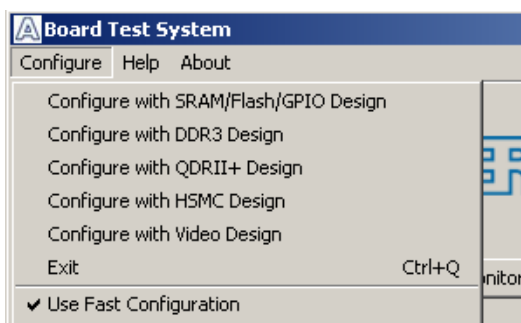 Board Test System
Configure Help About
Configure with SRAM/Flash/GPIO Design
Configure with DDR3 Design
Configure with QDRII+ Design
Configure with HSMC Design
Configure with Video Design
Exit Ctrl+Q
Use Fast Configuration